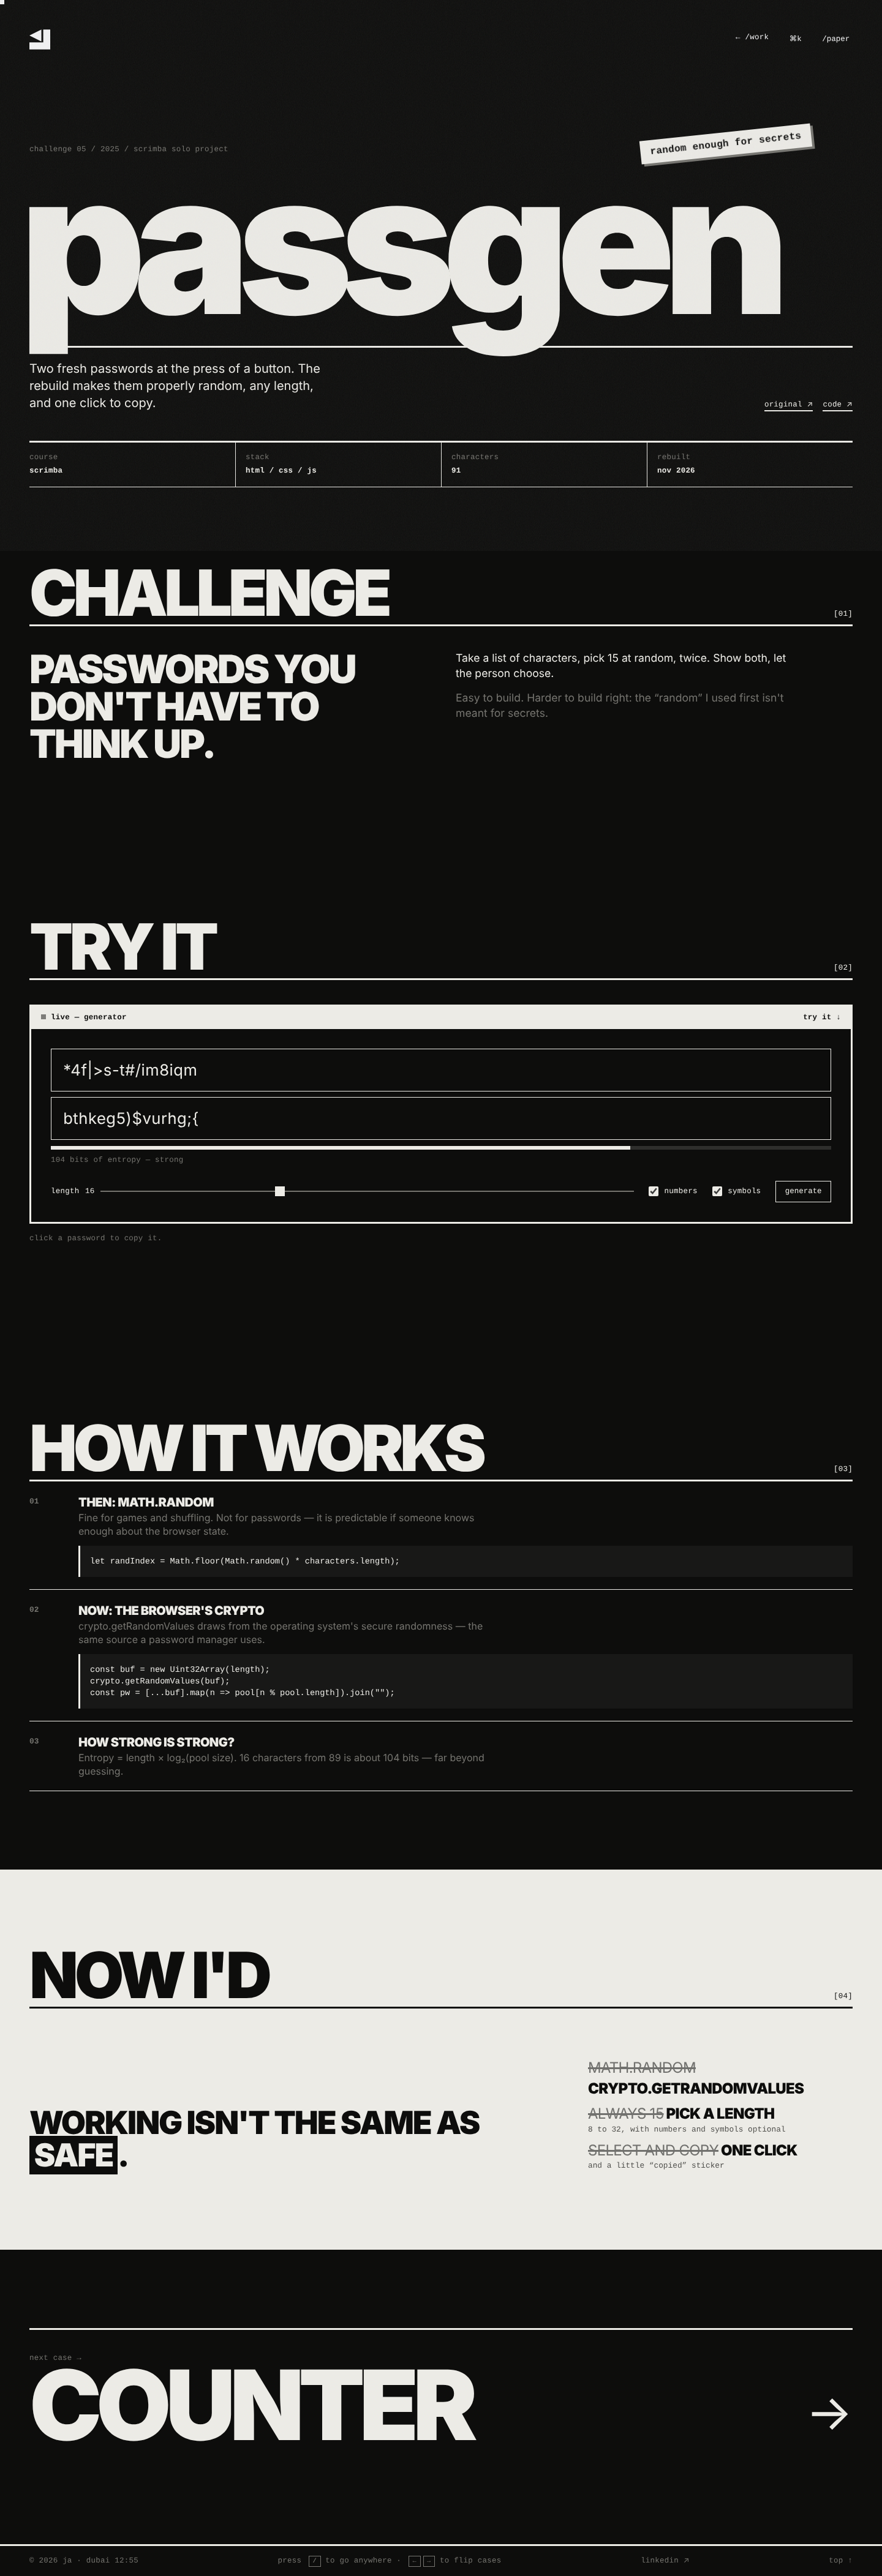 ← /work ⌘k /paper
challenge 05 / 2025 / scrimba solo project
random enough for secrets
passgen
Two fresh passwords at the press of a button. The
rebuild makes them properly random, any length,
and one click to copy.
original ↗ code ↗
course
scrimba
stack
html / css / js
characters
91
rebuilt
nov 2026
CHALLENGE
[01]
PASSWORDS YOU
DON'T HAVE TO
THINK UP.
Take a list of characters, pick 15 at random, twice. Show both, let
the person choose.
Easy to build. Harder to build right: the “random” I used first isn't
meant for secrets.
TRY IT
[02]
live — generator
try it ↓
*4f|>s-t#/im8iqm
bthkeg5)$vurhg;{
104 bits of entropy — strong
length 16
numbers
symbols
generate
click a password to copy it.
HOW IT WORKS
[03]
01
THEN: MATH.RANDOM
Fine for games and shuffling. Not for passwords — it is predictable if someone knows
enough about the browser state.
let randIndex = Math.floor(Math.random() * characters.length);
02
NOW: THE BROWSER'S CRYPTO
crypto.getRandomValues draws from the operating system's secure randomness — the
same source a password manager uses.
const buf = new Uint32Array(length);
crypto.getRandomValues(buf);
const pw = [...buf].map(n => pool[n % pool.length]).join("");
03
HOW STRONG IS STRONG?
Entropy = length × log₂(pool size). 16 characters from 89 is about 104 bits — far beyond
guessing.
NOW I'D
[04]
WORKING ISN'T THE SAME AS
SAFE.
MATH.RANDOM
CRYPTO.GETRANDOMVALUES
ALWAYS 15 PICK A LENGTH
8 to 32, with numbers and symbols optional
SELECT AND COPY ONE CLICK
and a little “copied” sticker
next case →
COUNTER
→
© 2026 ja · dubai 12:55
press / to go anywhere · ← → to flip cases
linkedin ↗
top ↑